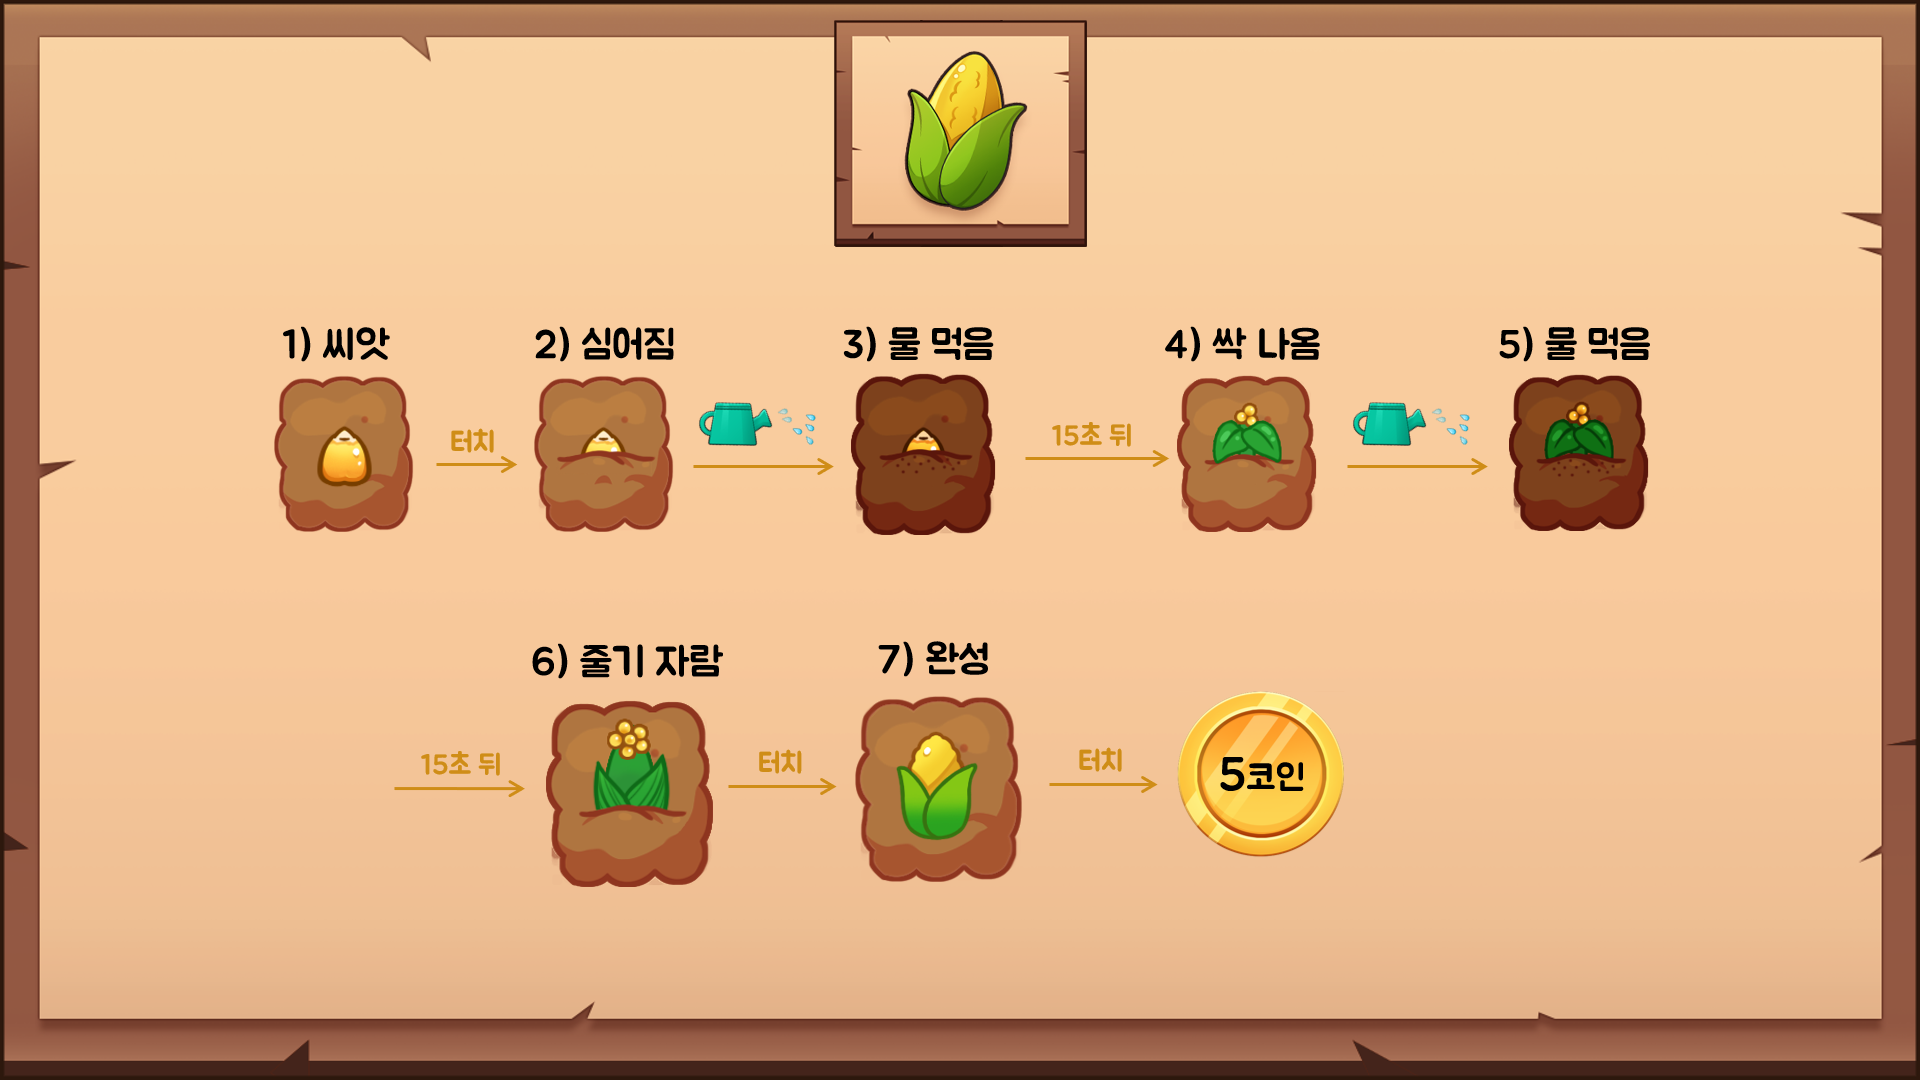 1) 씨앗
2) 심어짐
3) 물 먹음
4) 싹 나옴
5) 물 먹음
터치
15초 뒤
6) 줄기 자람
7) 완성
15초 뒤
터치
터치
5코인